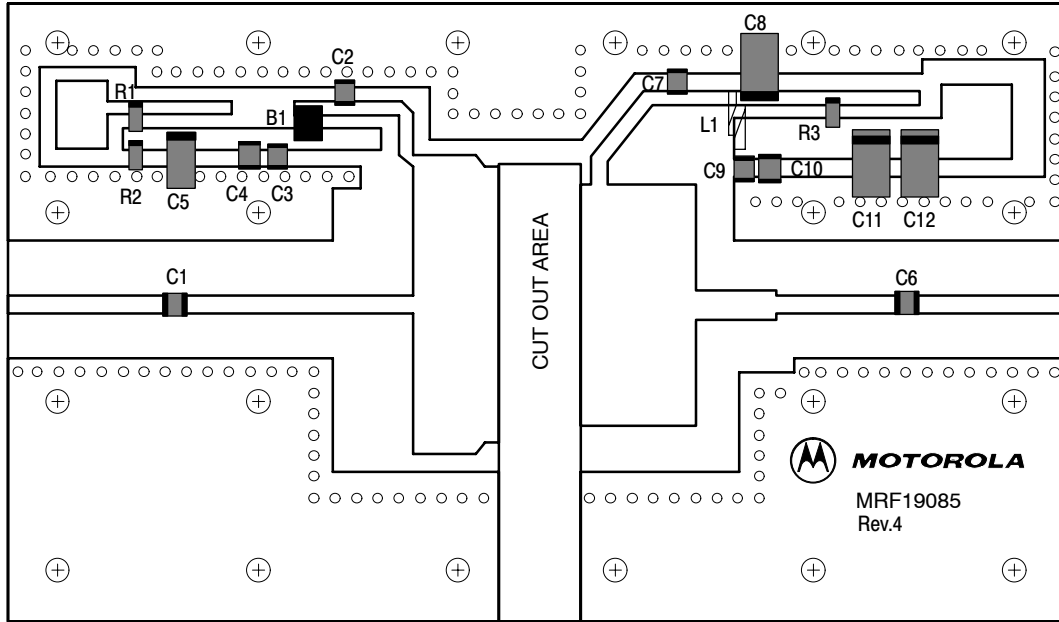 C8
C2
C7
R1
B1
L1
R3
R2
C5
C4
C3
C9
C10
C11
C12
CUT OUT AREA
C1
C6
MOTOROLA
MRF19085
Rev.4